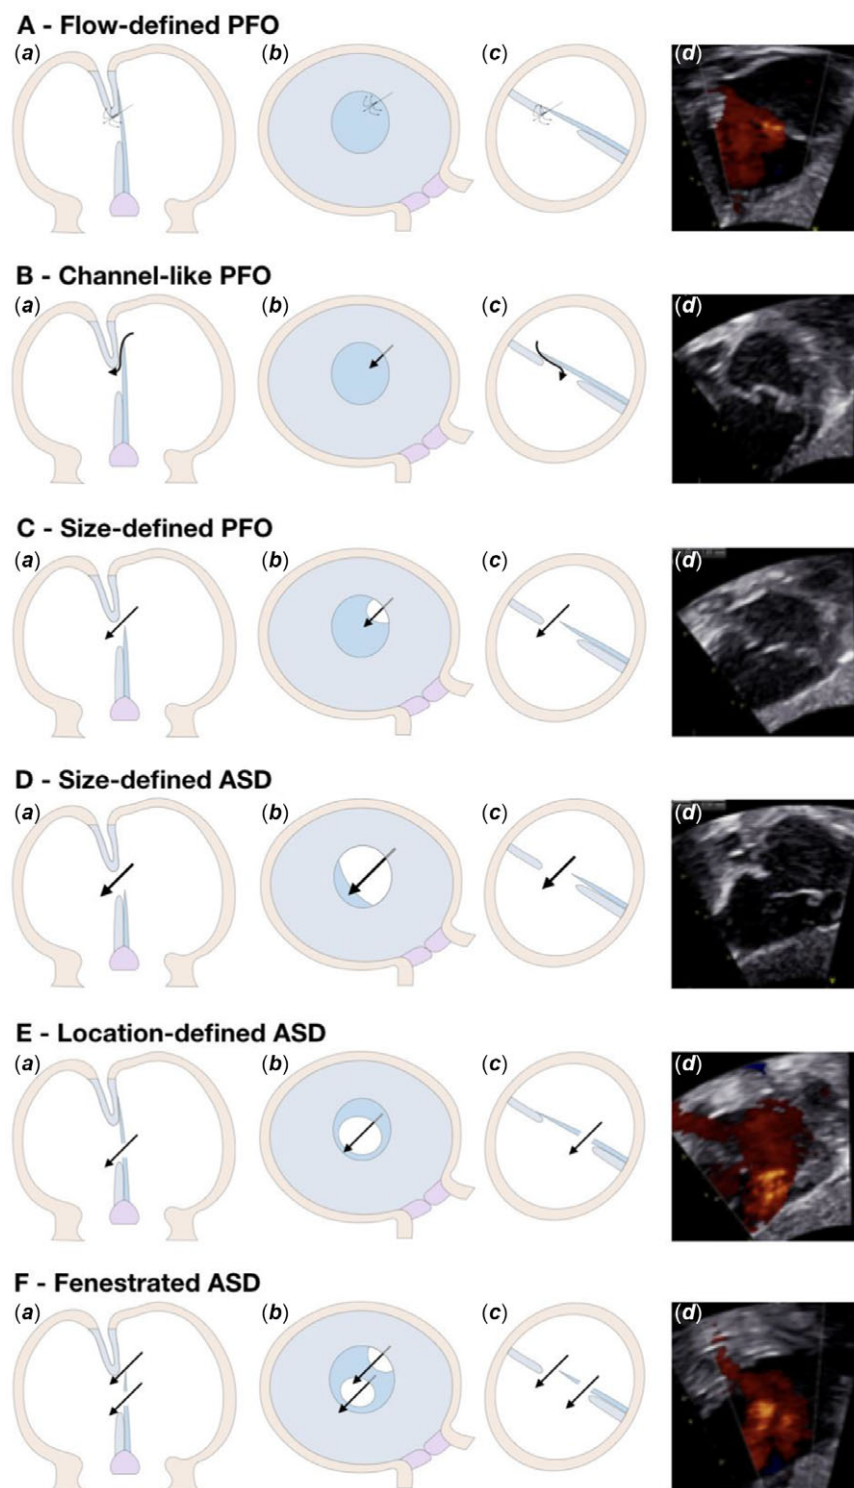 A - Flow-defined PFO
(a) (b) (c) (d)
B - Channel-like PFO
(a) (b) (c) (d)
C - Size-defined PFO
(a) (b) (c) (d)
D - Size-defined ASD
(a) (b) (c) (d)
E - Location-defined ASD
(a) (b) (c) (d)
F - Fenestrated ASD
(a) (b) (c) (d)